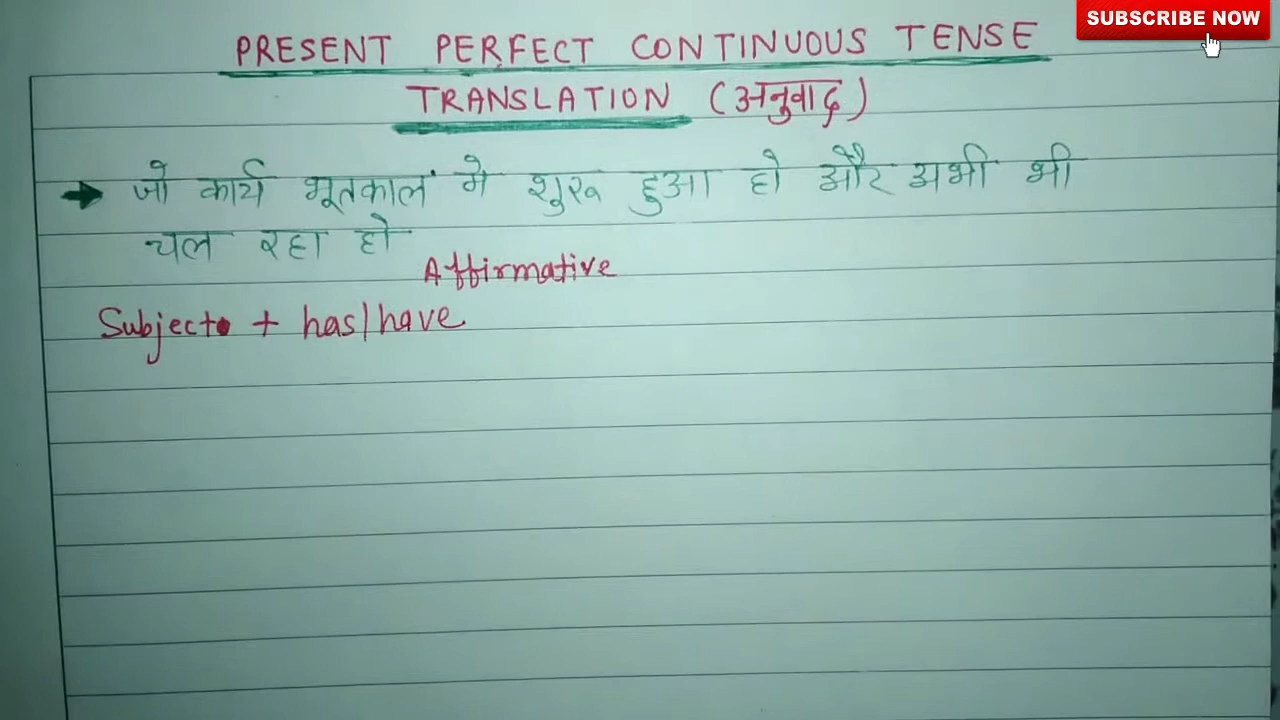 SUBSCRIBE NOW
PRESENT PERFECT CONTINUOUS TENSE
TRANSLATION (अनुवाद)
जो कार्य भूतकाल में शुरू हुआ हो और अभी भी
चल रहा हो
Affirmative
Subject + has/have